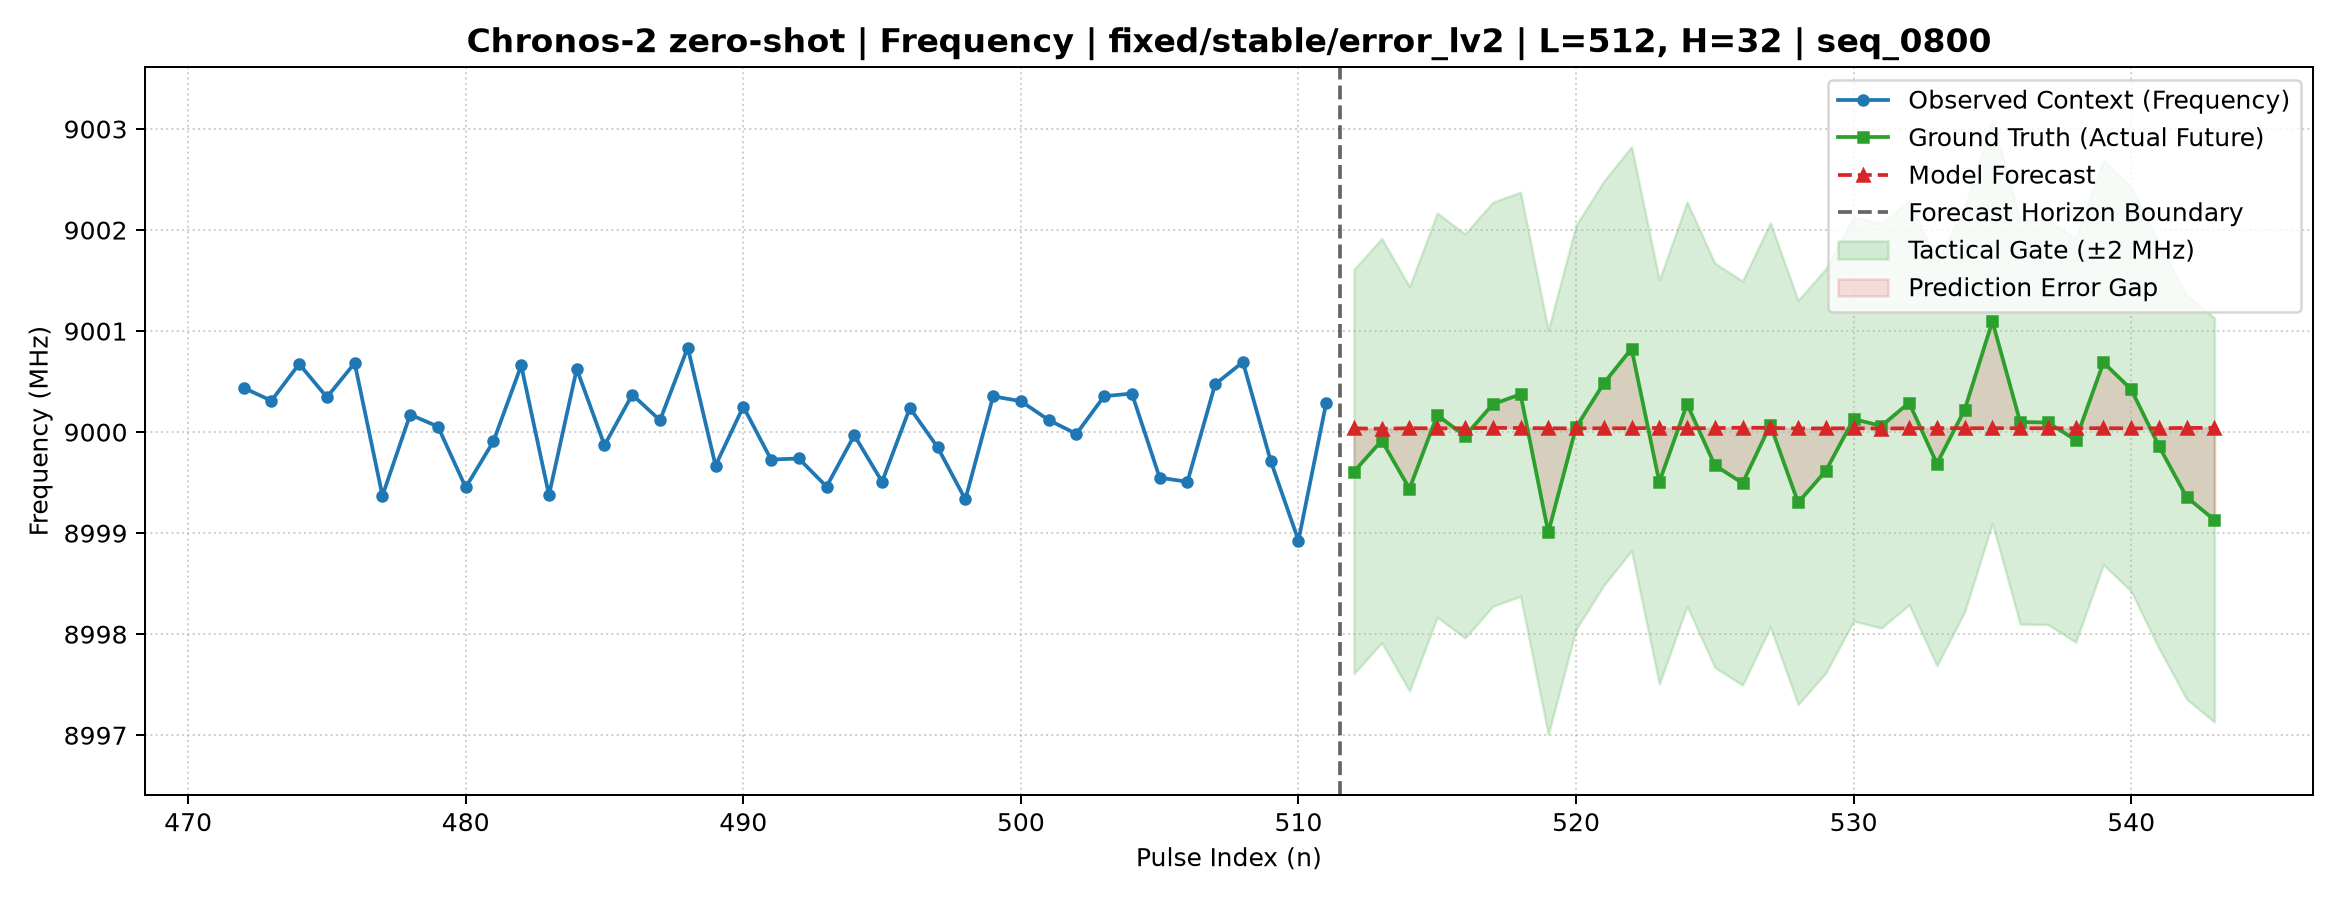 Chronos-2 zero-shot | Frequency | fixed/stable/error_lv2 | L=512, H=32 | seq_0800
Observed Context (Frequency)
Ground Truth (Actual Future)
Model Forecast
Forecast Horizon Boundary
Tactical Gate (±2 MHz)
Prediction Error Gap
Frequency (MHz)
9003
9002
9001
9000
8999
8998
8997
470 480 490 500 510 520 530 540
Pulse Index (n)